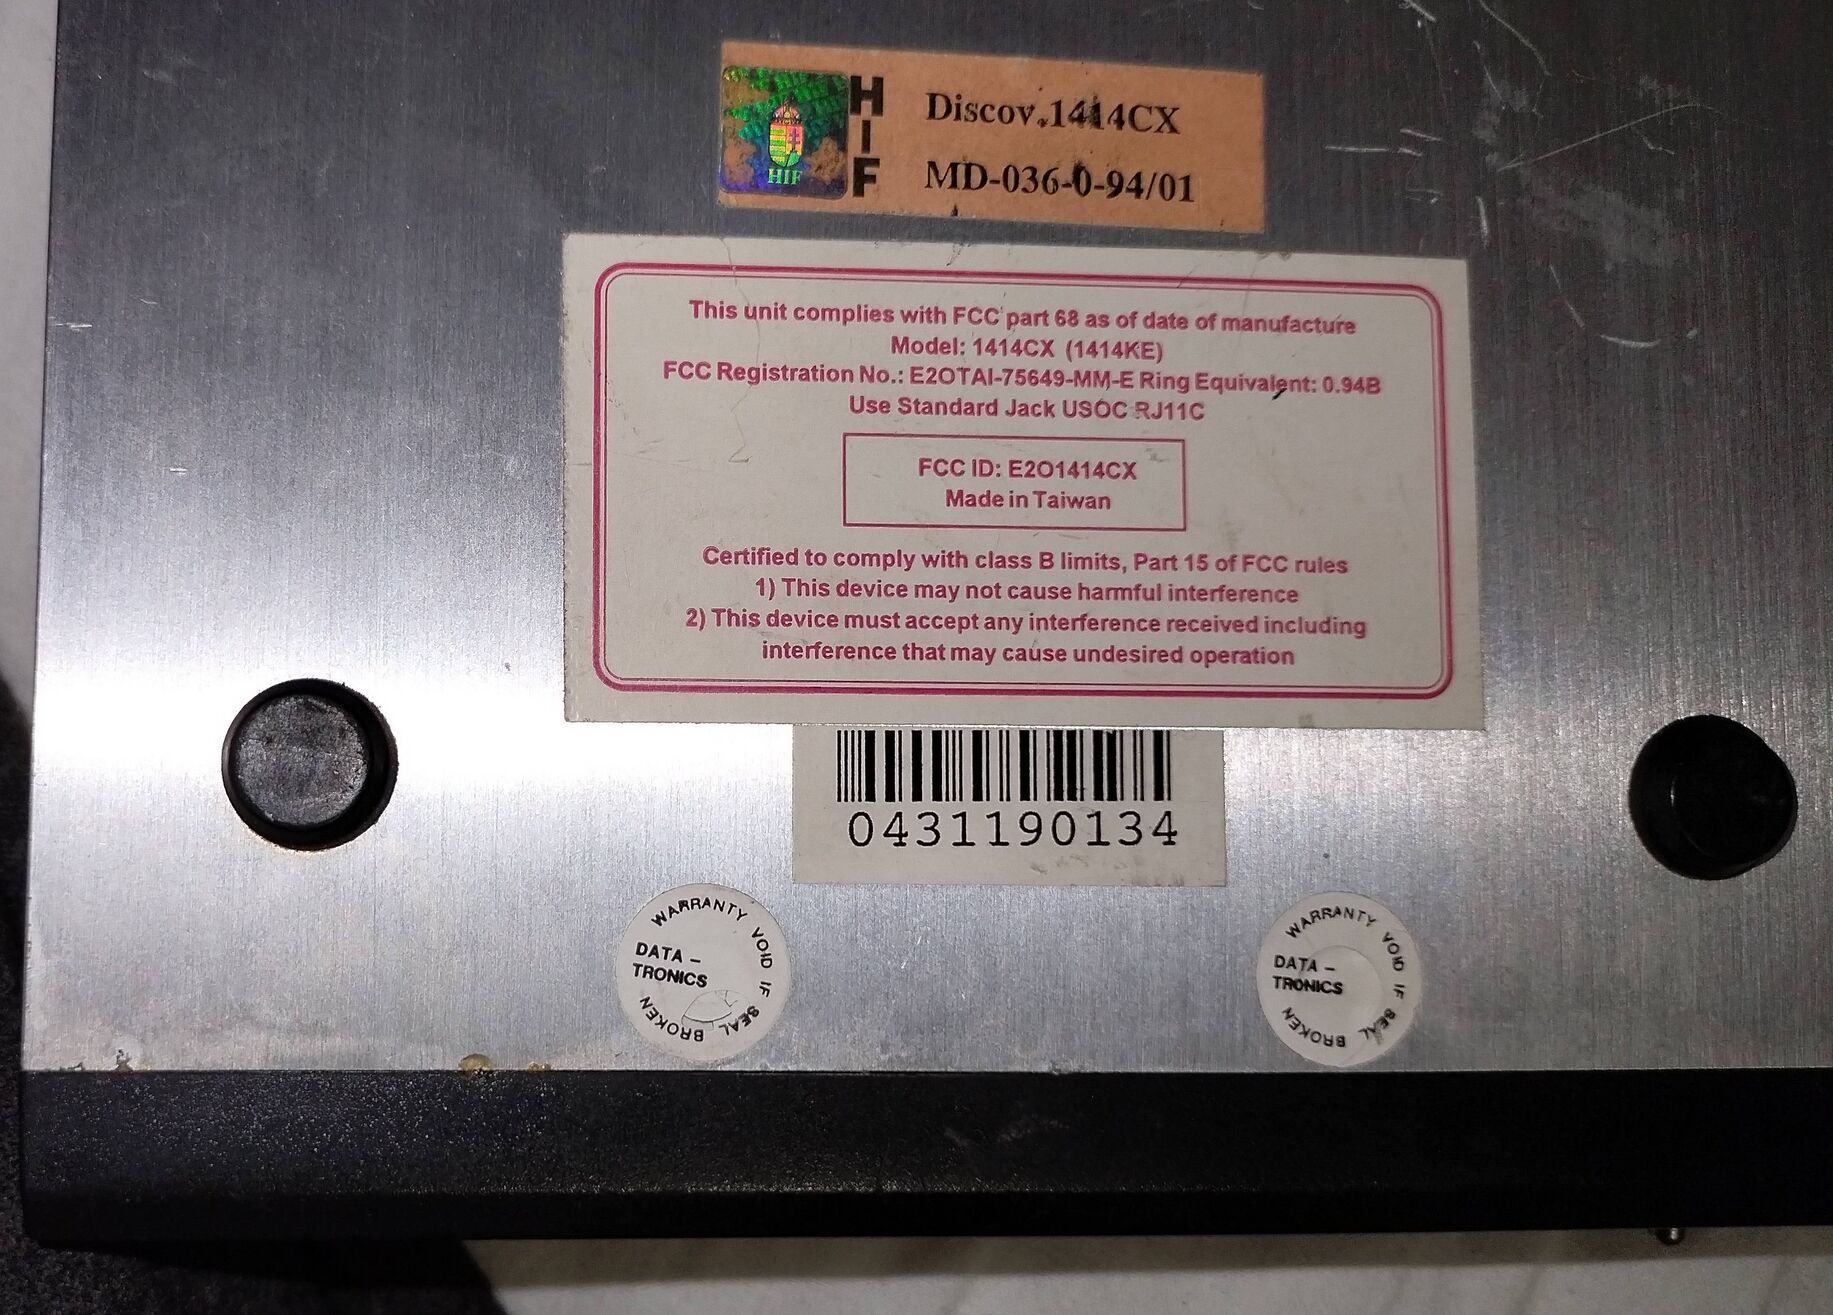 HIF
HIF
Discov.1414CX
MD-036-0-94/01
This unit complies with FCC part 68 as of date of manufacture
Model: 1414CX (1414KE)
FCC Registration No.: E2OTAI-75649-MM-E Ring Equivalent: 0.94B
Use Standard Jack USOC RJ11C
FCC ID: E2O1414CX
Made in Taiwan
Certified to comply with class B limits, Part 15 of FCC rules
1) This device may not cause harmful interference
2) This device must accept any interference received including
interference that may cause undesired operation
0431190134
WARRANTY VOID IF SEAL BROKEN
DATA -
TRONICS
WARRANTY VOID IF SEAL BROKEN
DATA -
TRONICS